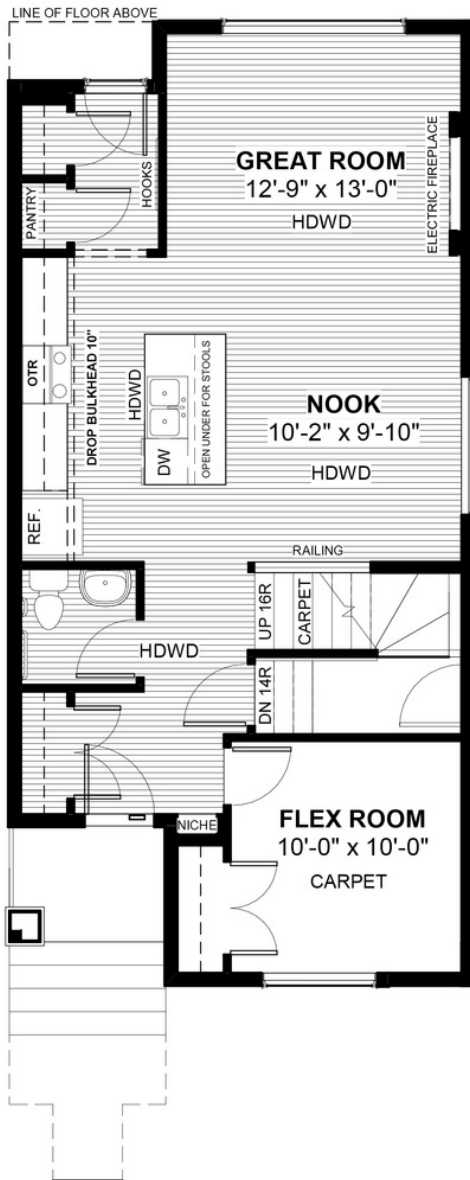 LINE OF FLOOR ABOVE
HOOKS
PANTRY
GREAT ROOM
12'-9" x 13'-0"
HDWD
ELECTRIC FIREPLACE
OTR
DROP BULKHEAD 10"
HDWD
DW
OPEN UNDER FOR STOOLS
NOOK
10'-2" x 9'-10"
HDWD
REF.
RAILING
UP 16R
CARPET
HDWD
DN 14R
NICHE
FLEX ROOM
10'-0" x 10'-0"
CARPET